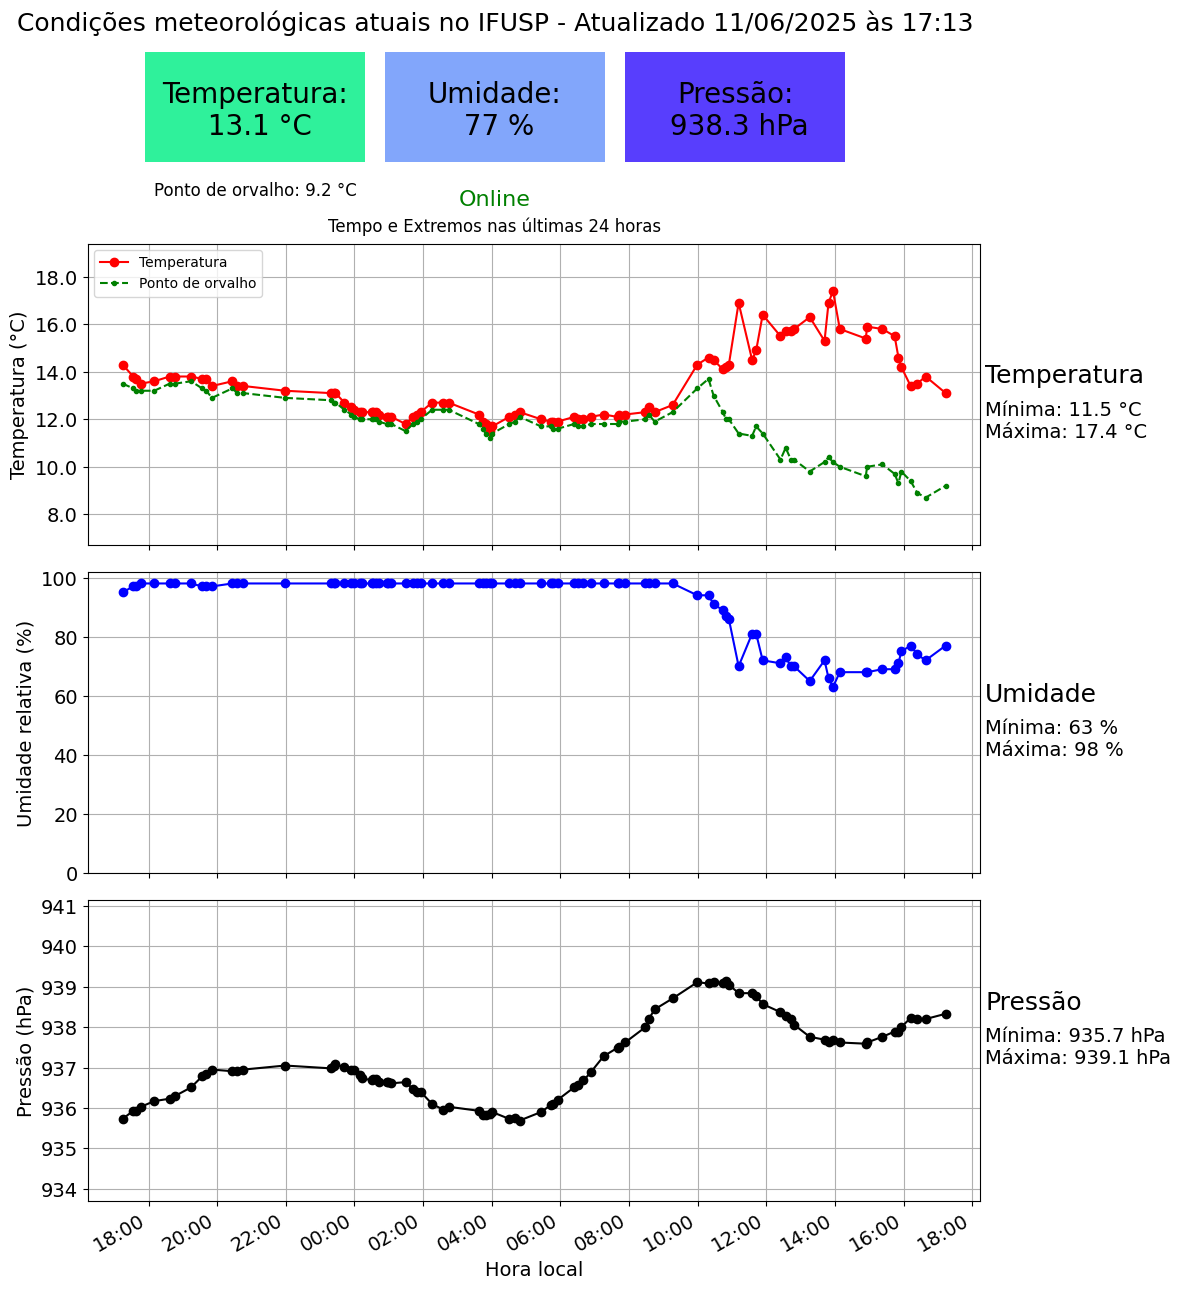 Condições meteorológicas atuais no IFUSP - Atualizado 11/06/2025 às 17:13
Temperatura:
13.1 °C
Umidade:
77 %
Pressão:
938.3 hPa
Ponto de orvalho: 9.2 °C
Online
Tempo e Extremos nas últimas 24 horas
Temperatura
Ponto de orvalho
Temperatura (°C)
18.0
16.0
14.0
12.0
10.0
8.0
Temperatura
Mínima: 11.5 °C
Máxima: 17.4 °C
Umidade relativa (%)
100
80
60
40
20
0
Umidade
Mínima: 63 %
Máxima: 98 %
Pressão (hPa)
941
940
939
938
937
936
935
934
Pressão
Mínima: 935.7 hPa
Máxima: 939.1 hPa
18:00 20:00 22:00 00:00 02:00 04:00 06:00 08:00 10:00 12:00 14:00 16:00 18:00
Hora local